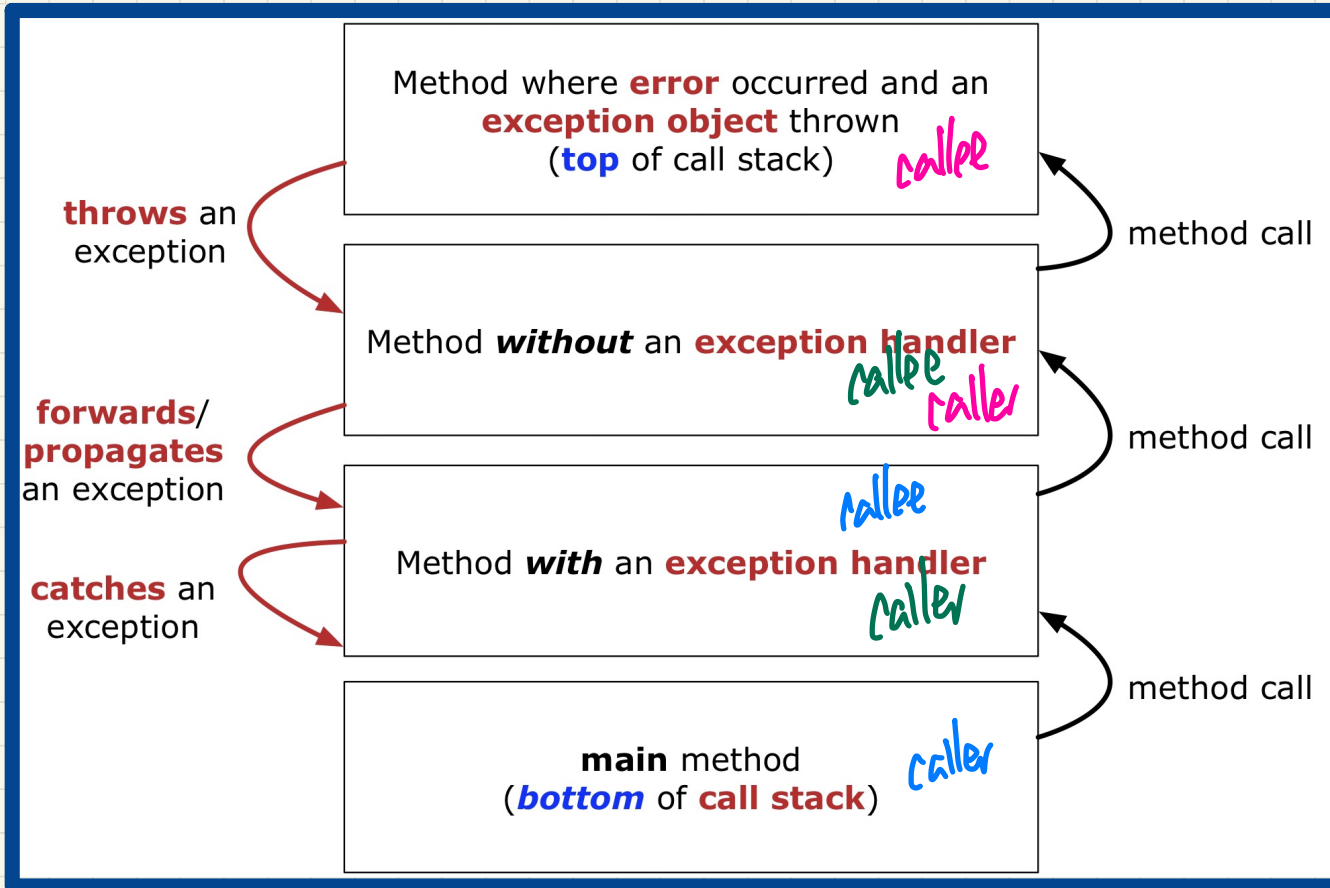 Method where error occurred and an
exception object thrown
(top of call stack)
callee
throws an
exception
method call
Method without an exception handler
callee
caller
forwards/
propagates
an exception
method call
callee
Method with an exception handler
caller
catches an
exception
method call
main method
(bottom of call stack)
caller